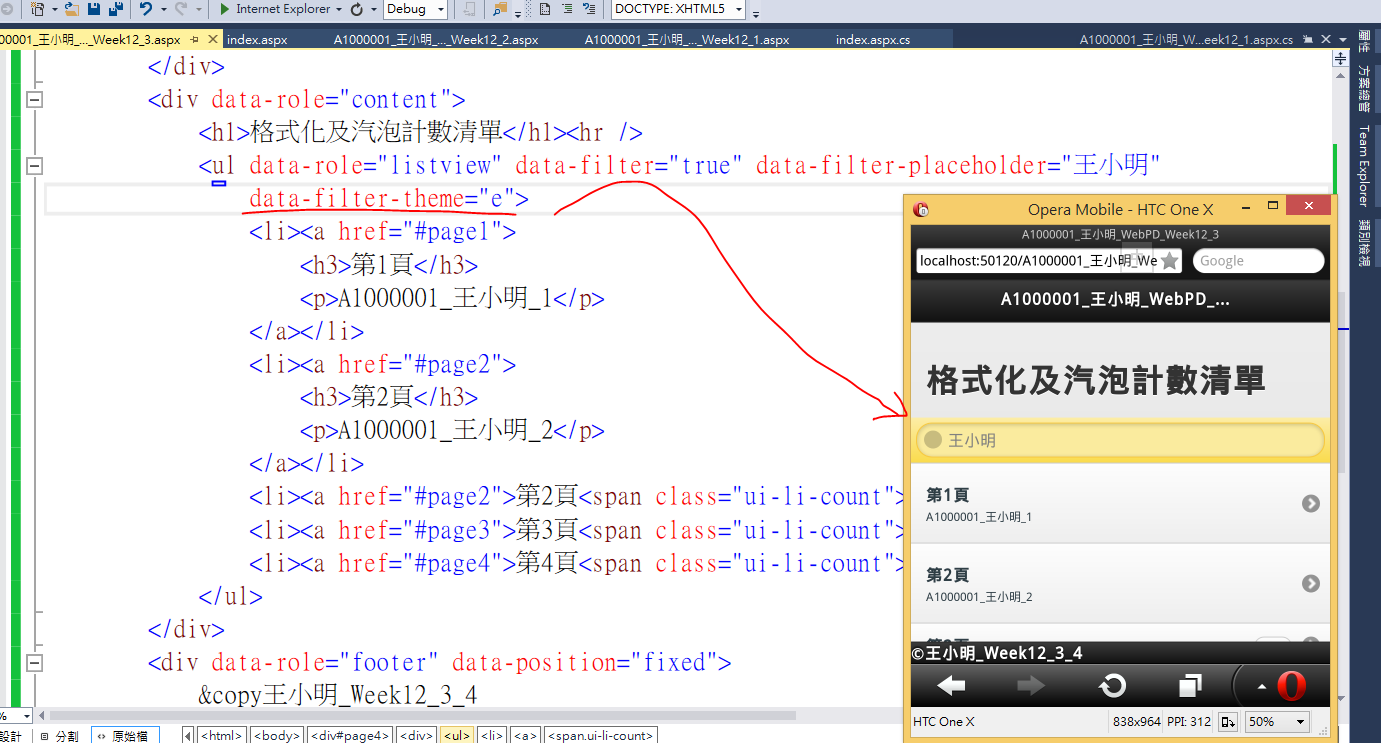 Internet Explorer
Debug
DOCTYPE: XHTML5
00001_王小明_..._Week12_3.aspx
index.aspx
A1000001_王小明_..._Week12_2.aspx
A1000001_王小明_..._Week12_1.aspx
index.aspx.cs
A1000001_王小明_W...eek12_1.aspx.cs
</div>
<div data-role="content">
<h1>格式化及汽泡計數清單</h1><hr />
<ul data-role="listview" data-filter="true" data-filter-placeholder="王小明"
data-filter-theme="e">
<li><a href="#page1">
<h3>第1頁</h3>
<p>A1000001_王小明_1</p>
</a></li>
<li><a href="#page2">
<h3>第2頁</h3>
<p>A1000001_王小明_2</p>
</a></li>
<li><a href="#page2">第2頁<span class="ui-li-count">
<li><a href="#page3">第3頁<span class="ui-li-count">
<li><a href="#page4">第4頁<span class="ui-li-count">
</ul>
</div>
<div data-role="footer" data-position="fixed">
&copy王小明_Week12_3_4
Opera Mobile - HTC One X
A1000001_王小明_WebPD_Week12_3
localhost:50120/A1000001_王小明_We
Google
A1000001_王小明_WebPD_...
格式化及汽泡計數清單
王小明
第1頁
A1000001_王小明_1
第2頁
A1000001_王小明_2
©王小明_Week12_3_4
HTC One X
838x964
PPI: 312
50%
屬性
方案總管
Team Explorer
類別檢視
%
設計
分割
原始檔
<html>
<body>
<div#page4>
<div>
<ul>
<li>
<a>
<span.ui-li-count>